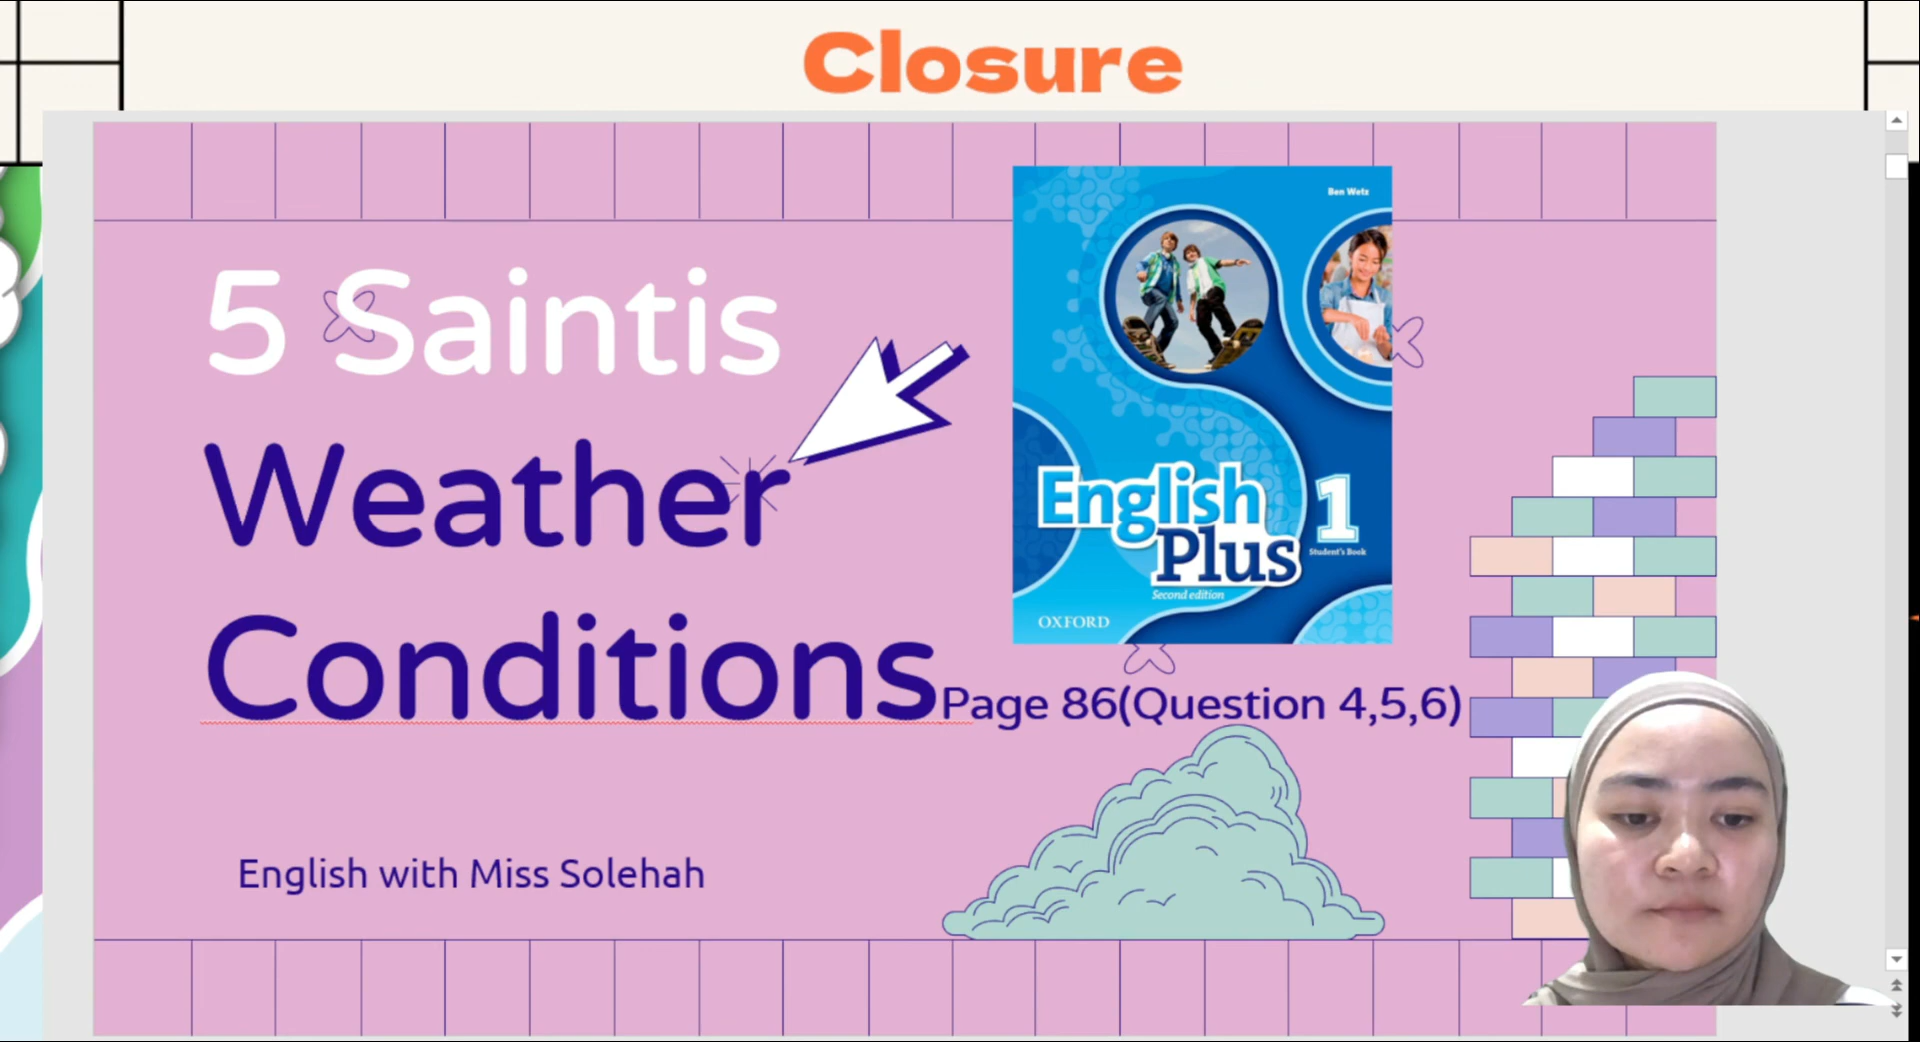 Closure
5 Saintis
Weather
Conditions
Ben Wetz
English
Plus
1
Student's Book
Second edition
OXFORD
Page 86(Question 4,5,6)
English with Miss Solehah